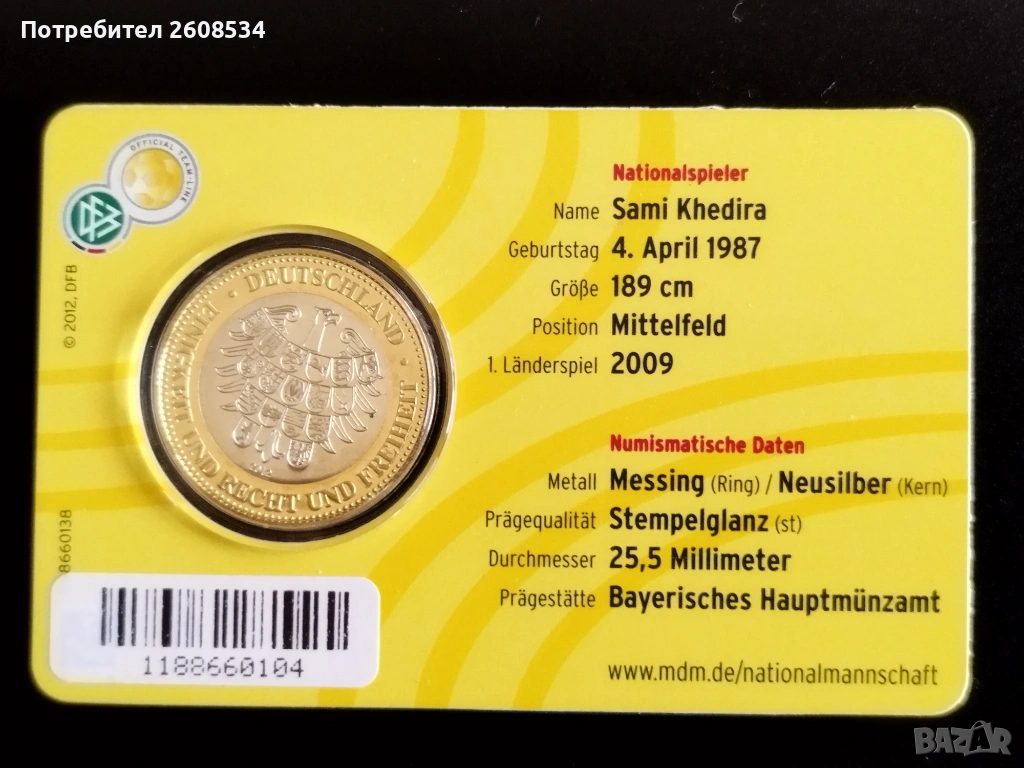 Потребител 2608534
OFFICIAL TEAM-LINE
© 2012, DFB
DEUTSCHLAND
EINIGKEIT UND RECHT UND FREIHEIT
Nationalspieler
Name Sami Khedira
Geburtstag 4. April 1987
Größe 189 cm
Position Mittelfeld
1. Länderspiel 2009
Numismatische Daten
Metall Messing (Ring) / Neusilber (Kern)
Prägequalität Stempelglanz (st)
Durchmesser 25,5 Millimeter
Prägestätte Bayerisches Hauptmünzamt
www.mdm.de/nationalmannschaft
8660138
1188660104
BAZAR